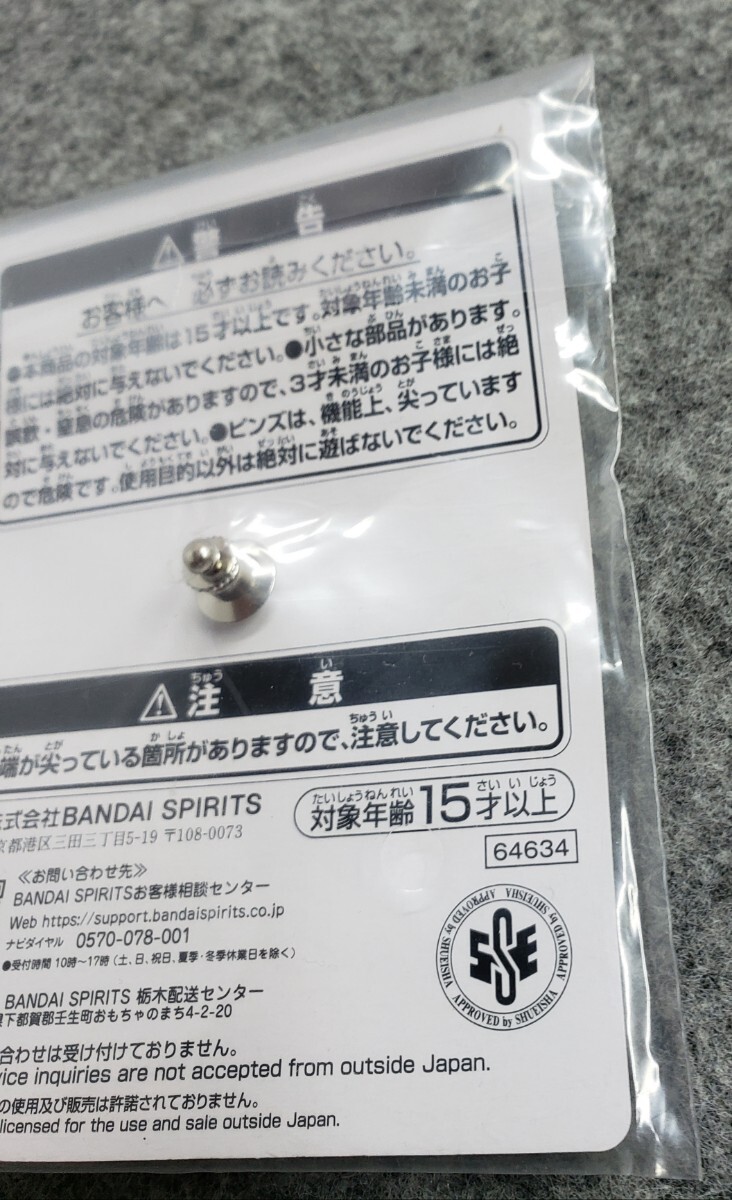 警告
お客様へ 必ずお読みください。
●本商品の対象年齢は15才以上です。対象年齢未満のお子
様には絶対に与えないでください。●小さな部品があります。
誤飲・窒息の危険がありますので、3才未満のお子様には絶
対に与えないでください。●ピンズは、機能上、尖っています
ので危険です。使用目的以外は絶対に遊ばないでください。
注意
端が尖っている箇所がありますので、注意してください。
式会社BANDAI SPIRITS
京都港区三田三丁目5-19 〒108-0073
対象年齢15才以上
64634
≪お問い合わせ先≫
BANDAI SPIRITSお客様相談センター
Web https://support.bandaispirits.co.jp
ナビダイヤル 0570-078-001
●受付時間 10時〜17時（土、日、祝日、夏季・冬季休業日を除く）
APPROVED by SHUEISHA APPROVED by SHUEISHA APPROVED by SHUEISHA
BANDAI SPIRITS 栃木配送センター
下都賀郡壬生町おもちゃのまち4-2-20
合わせは受け付けておりません。
vice inquiries are not accepted from outside Japan.
の使用及び販売は許諾されておりません。
licensed for the use and sale outside Japan.